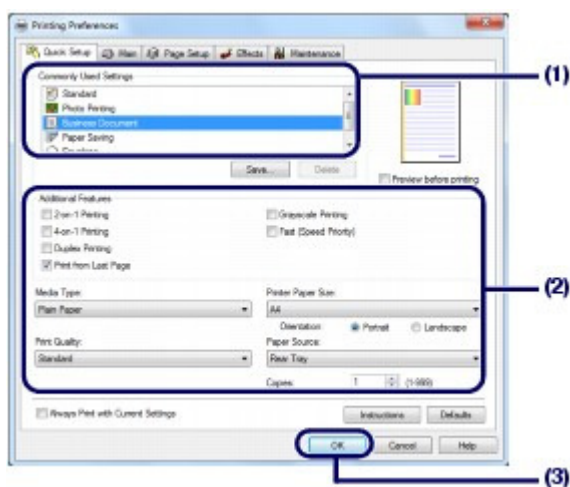 Printing Preferences
Quick Setup Main Page Setup Effects Maintenance
Commonly Used Settings
(1)
Standard
Photo Printing
Business Document
Paper Saving
Envelope
Save... Delete
Preview before printing
Additional Features
2-on-1 Printing Grayscale Printing
4-on-1 Printing Fast (Speed Priority)
Duplex Printing
Print from Last Page
(2)
Media Type: Printer Paper Size:
Plain Paper A4
Orientation: Portrait Landscape
Print Quality: Paper Source:
Standard Rear Tray
Copies: 1 (1-999)
Always Print with Current Settings Instructions Defaults
OK Cancel Help
(3)